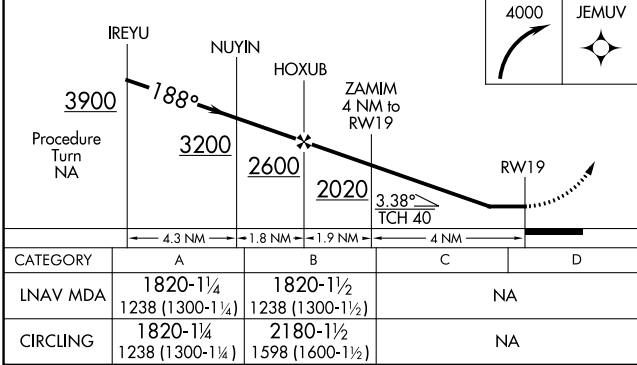 4000
JEMUV
IREYU
NUYIN
HOXUB
ZAMIM
4 NM to
RW19
3900
188°
Procedure
Turn
NA
3200
2600
2020
3.38°
TCH 40
RW19
4.3 NM
1.8 NM
1.9 NM
4 NM
CATEGORY A B C D
LNAV MDA 1820-1¼ 1820-1½ NA
1238 (1300-1¼) 1238 (1300-1½)
CIRCLING 1820-1¼ 2180-1½ NA
1238 (1300-1¼) 1598 (1600-1½)